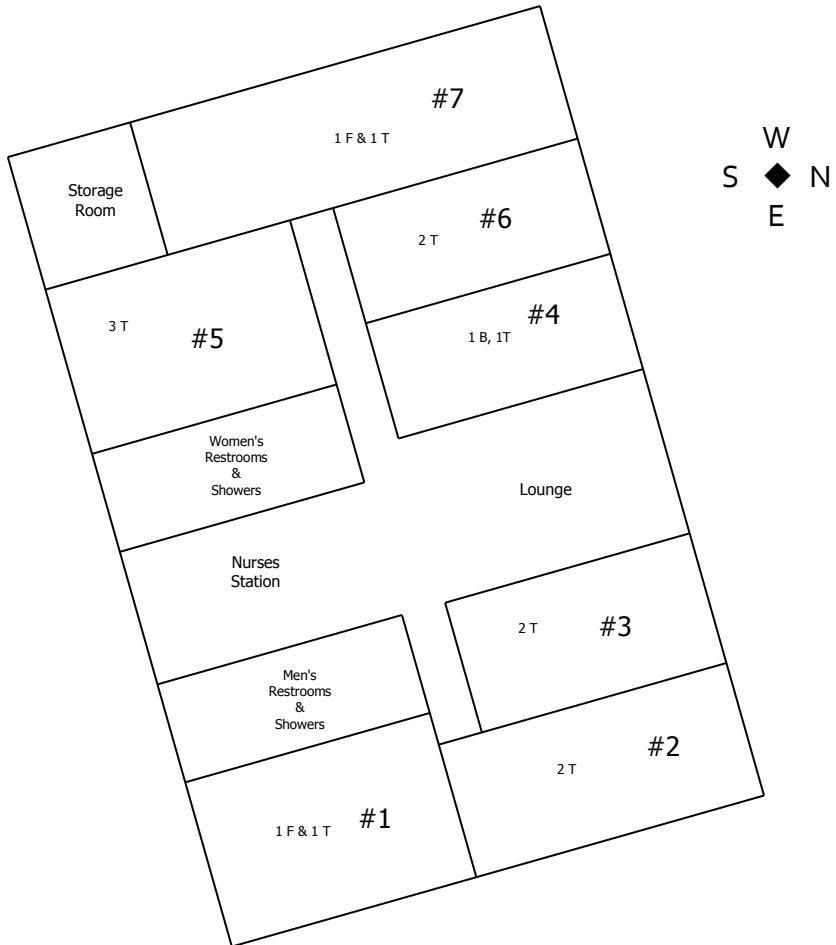 #7
1 F & 1 T
W
S N
E
Storage
Room
#6
2 T
#4
1 B, 1T
3 T
#5
Women's
Restrooms
&
Showers
Lounge
Nurses
Station
2 T
#3
Men's
Restrooms
&
Showers
#2
2 T
1 F & 1 T
#1